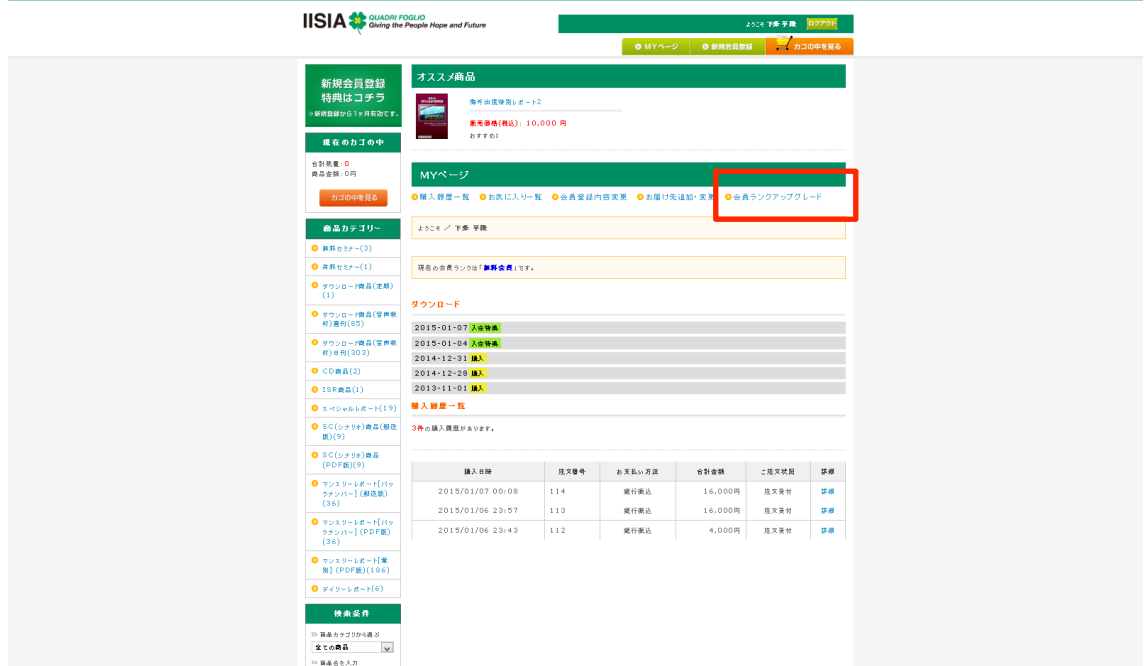 IISIA QUADRI FOGLIO
Giving the People Hope and Future
ようこそ 下条 平蔵 ログアウト
MYページ 新規会員登録 カゴの中を見る
新規会員登録
特典はコチラ
※新規登録から1ヶ月有効です。
現在のカゴの中
合計数量:0
商品金額:0円
カゴの中を見る
商品カテゴリー
無料セミナー(3)
有料セミナー(1)
ダウンロード商品(定期)
(1)
ダウンロード商品(音声教
材)週刊(85)
ダウンロード商品(音声教
材)日刊(303)
CD商品(2)
ISR商品(1)
スペシャルレポート(19)
SC(シナリオ)商品(郵送
版)(9)
SC(シナリオ)商品
(PDF版)(9)
マンスリーレポート[バッ
クナンバー](郵送版)
(36)
マンスリーレポート[バッ
クナンバー](PDF版)
(36)
マンスリーレポート[章
別](PDF版)(186)
デイリーレポート(6)
検索条件
商品カテゴリから選ぶ
全ての商品
商品名を入力
オススメ商品
海外出張特別レポート2
販売価格(税込): 10,000 円
おすすめ1
MYページ
購入履歴一覧 お気に入り一覧 会員登録内容変更 お届け先追加・変更 会員ランクアップグレード
ようこそ / 下条 平蔵
現在の会員ランクは「無料会員」です。
ダウンロード
2015-01-07 入会特典
2015-01-04 入会特典
2014-12-31 購入
2014-12-28 購入
2013-11-01 購入
購入履歴一覧
3件の購入履歴があります。
購入日時 注文番号 お支払い方法 合計金額 ご注文状況 詳細
2015/01/07 00:08 114 銀行振込 16,000円 注文受付 詳細
2015/01/06 23:57 113 銀行振込 16,000円 注文受付 詳細
2015/01/06 23:43 112 銀行振込 4,000円 注文受付 詳細